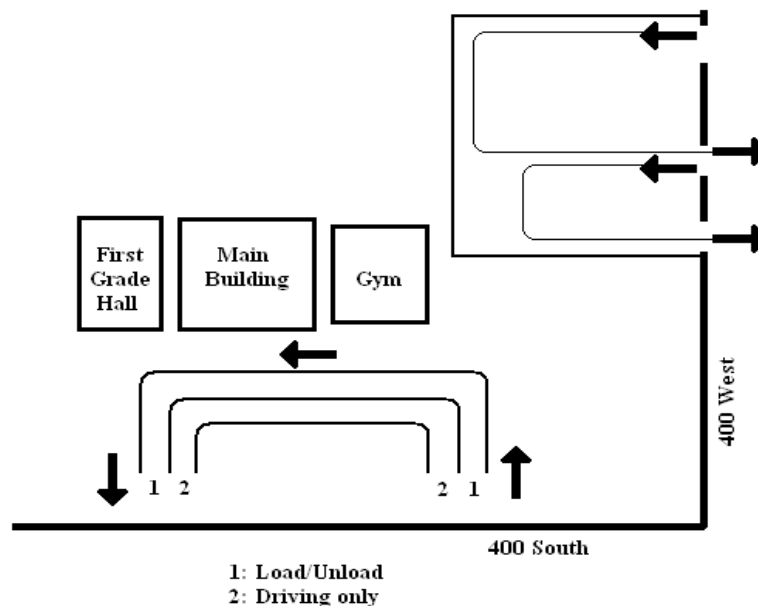 First
Grade
Hall
Main
Building
Gym
400 West
1 2
2 1
400 South
1: Load/Unload
2: Driving only